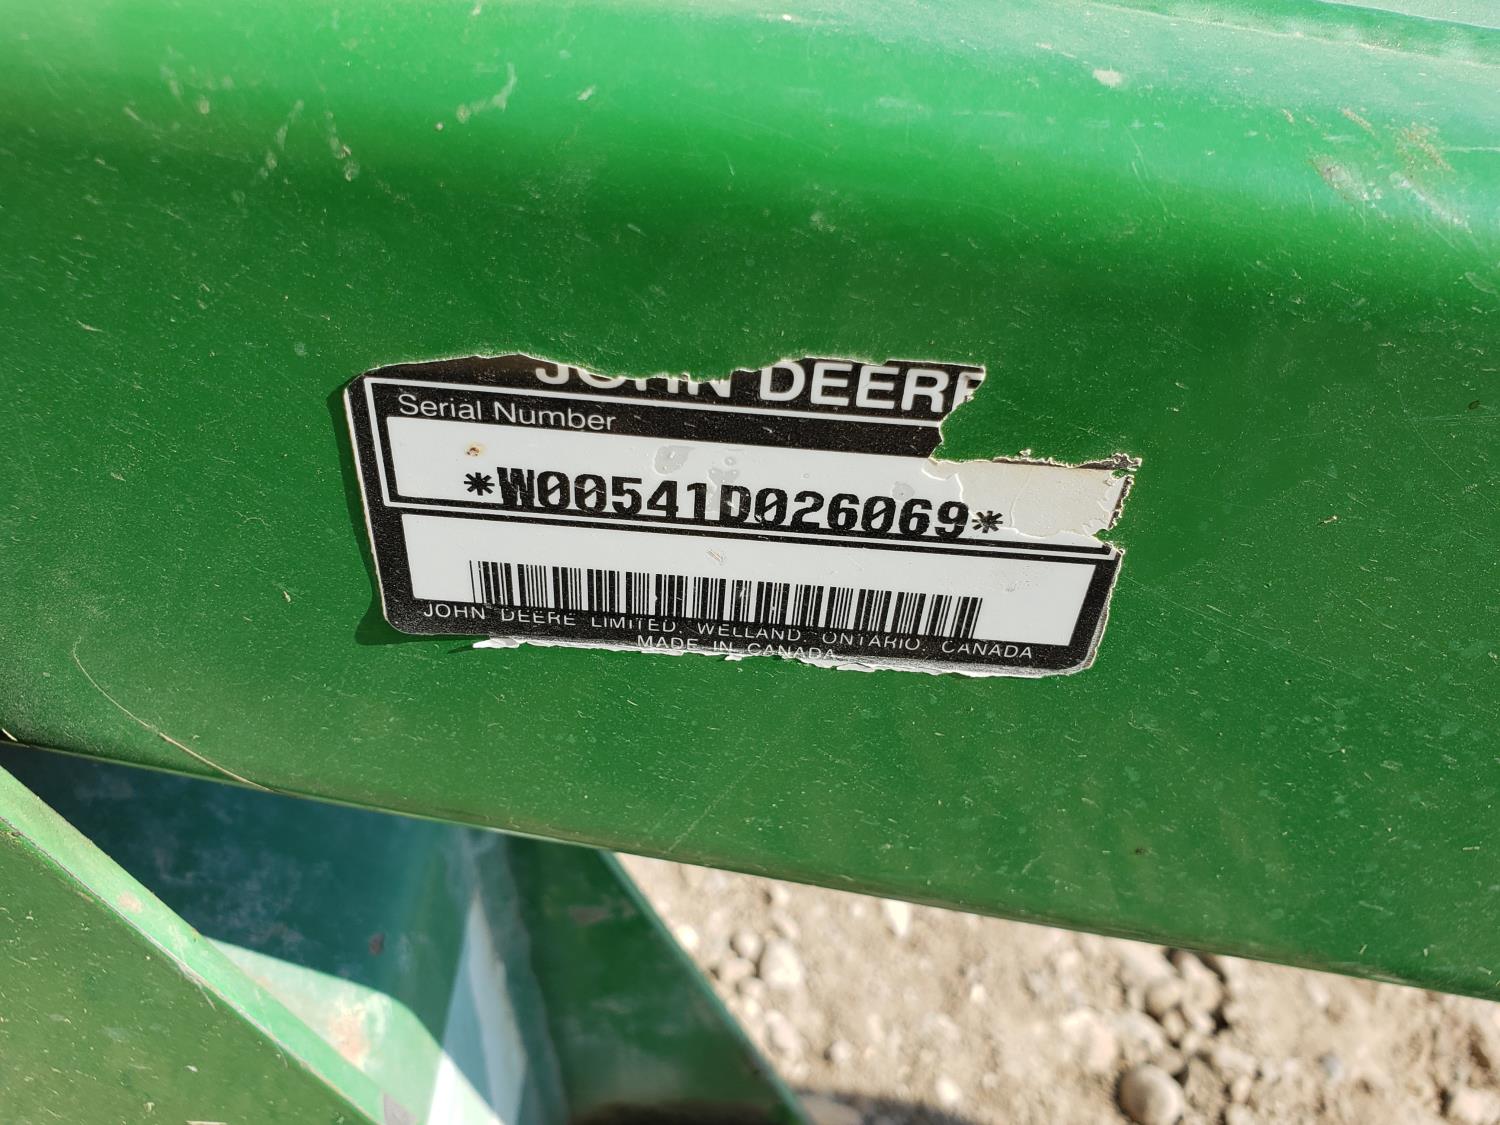 JOHN DEERE
Serial Number
*W00541D026069*
JOHN DEERE LIMITED, WELLAND, ONTARIO, CANADA
MADE IN CANADA